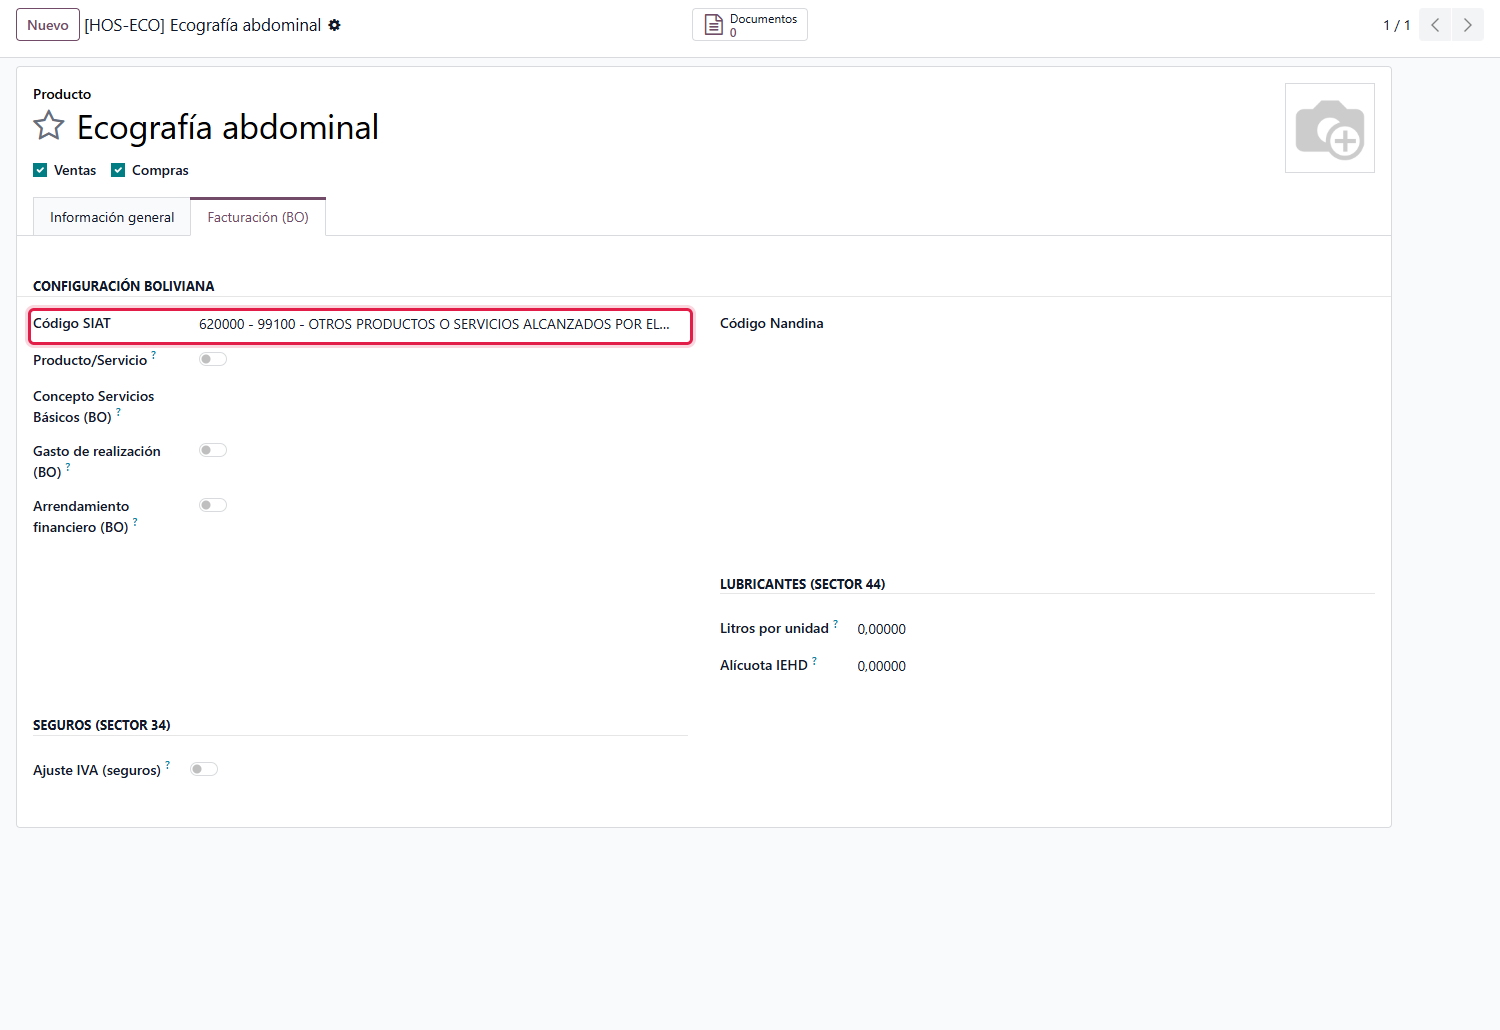 Nuevo
[HOS-ECO] Ecografía abdominal
Documentos
0
1 / 1
Producto
Ecografía abdominal
Ventas
Compras
Información general
Facturación (BO)
CONFIGURACIÓN BOLIVIANA
Código SIAT
620000 - 99100 - OTROS PRODUCTOS O SERVICIOS ALCANZADOS POR EL...
Código Nandina
Producto/Servicio ?
Concepto Servicios
Básicos (BO) ?
Gasto de realización
(BO) ?
Arrendamiento
financiero (BO) ?
LUBRICANTES (SECTOR 44)
Litros por unidad ?
0,00000
Alícuota IEHD ?
0,00000
SEGUROS (SECTOR 34)
Ajuste IVA (seguros) ?